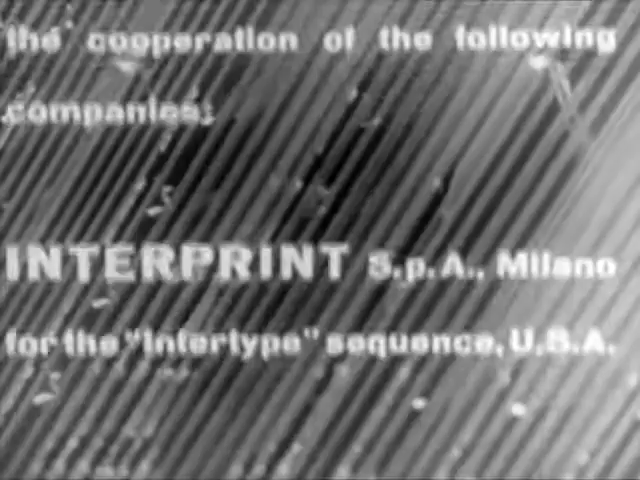 the cooperation of the following
companies:
INTERPRINT S.p.A., Milano
for the "Intertype" sequence, U.S.A.